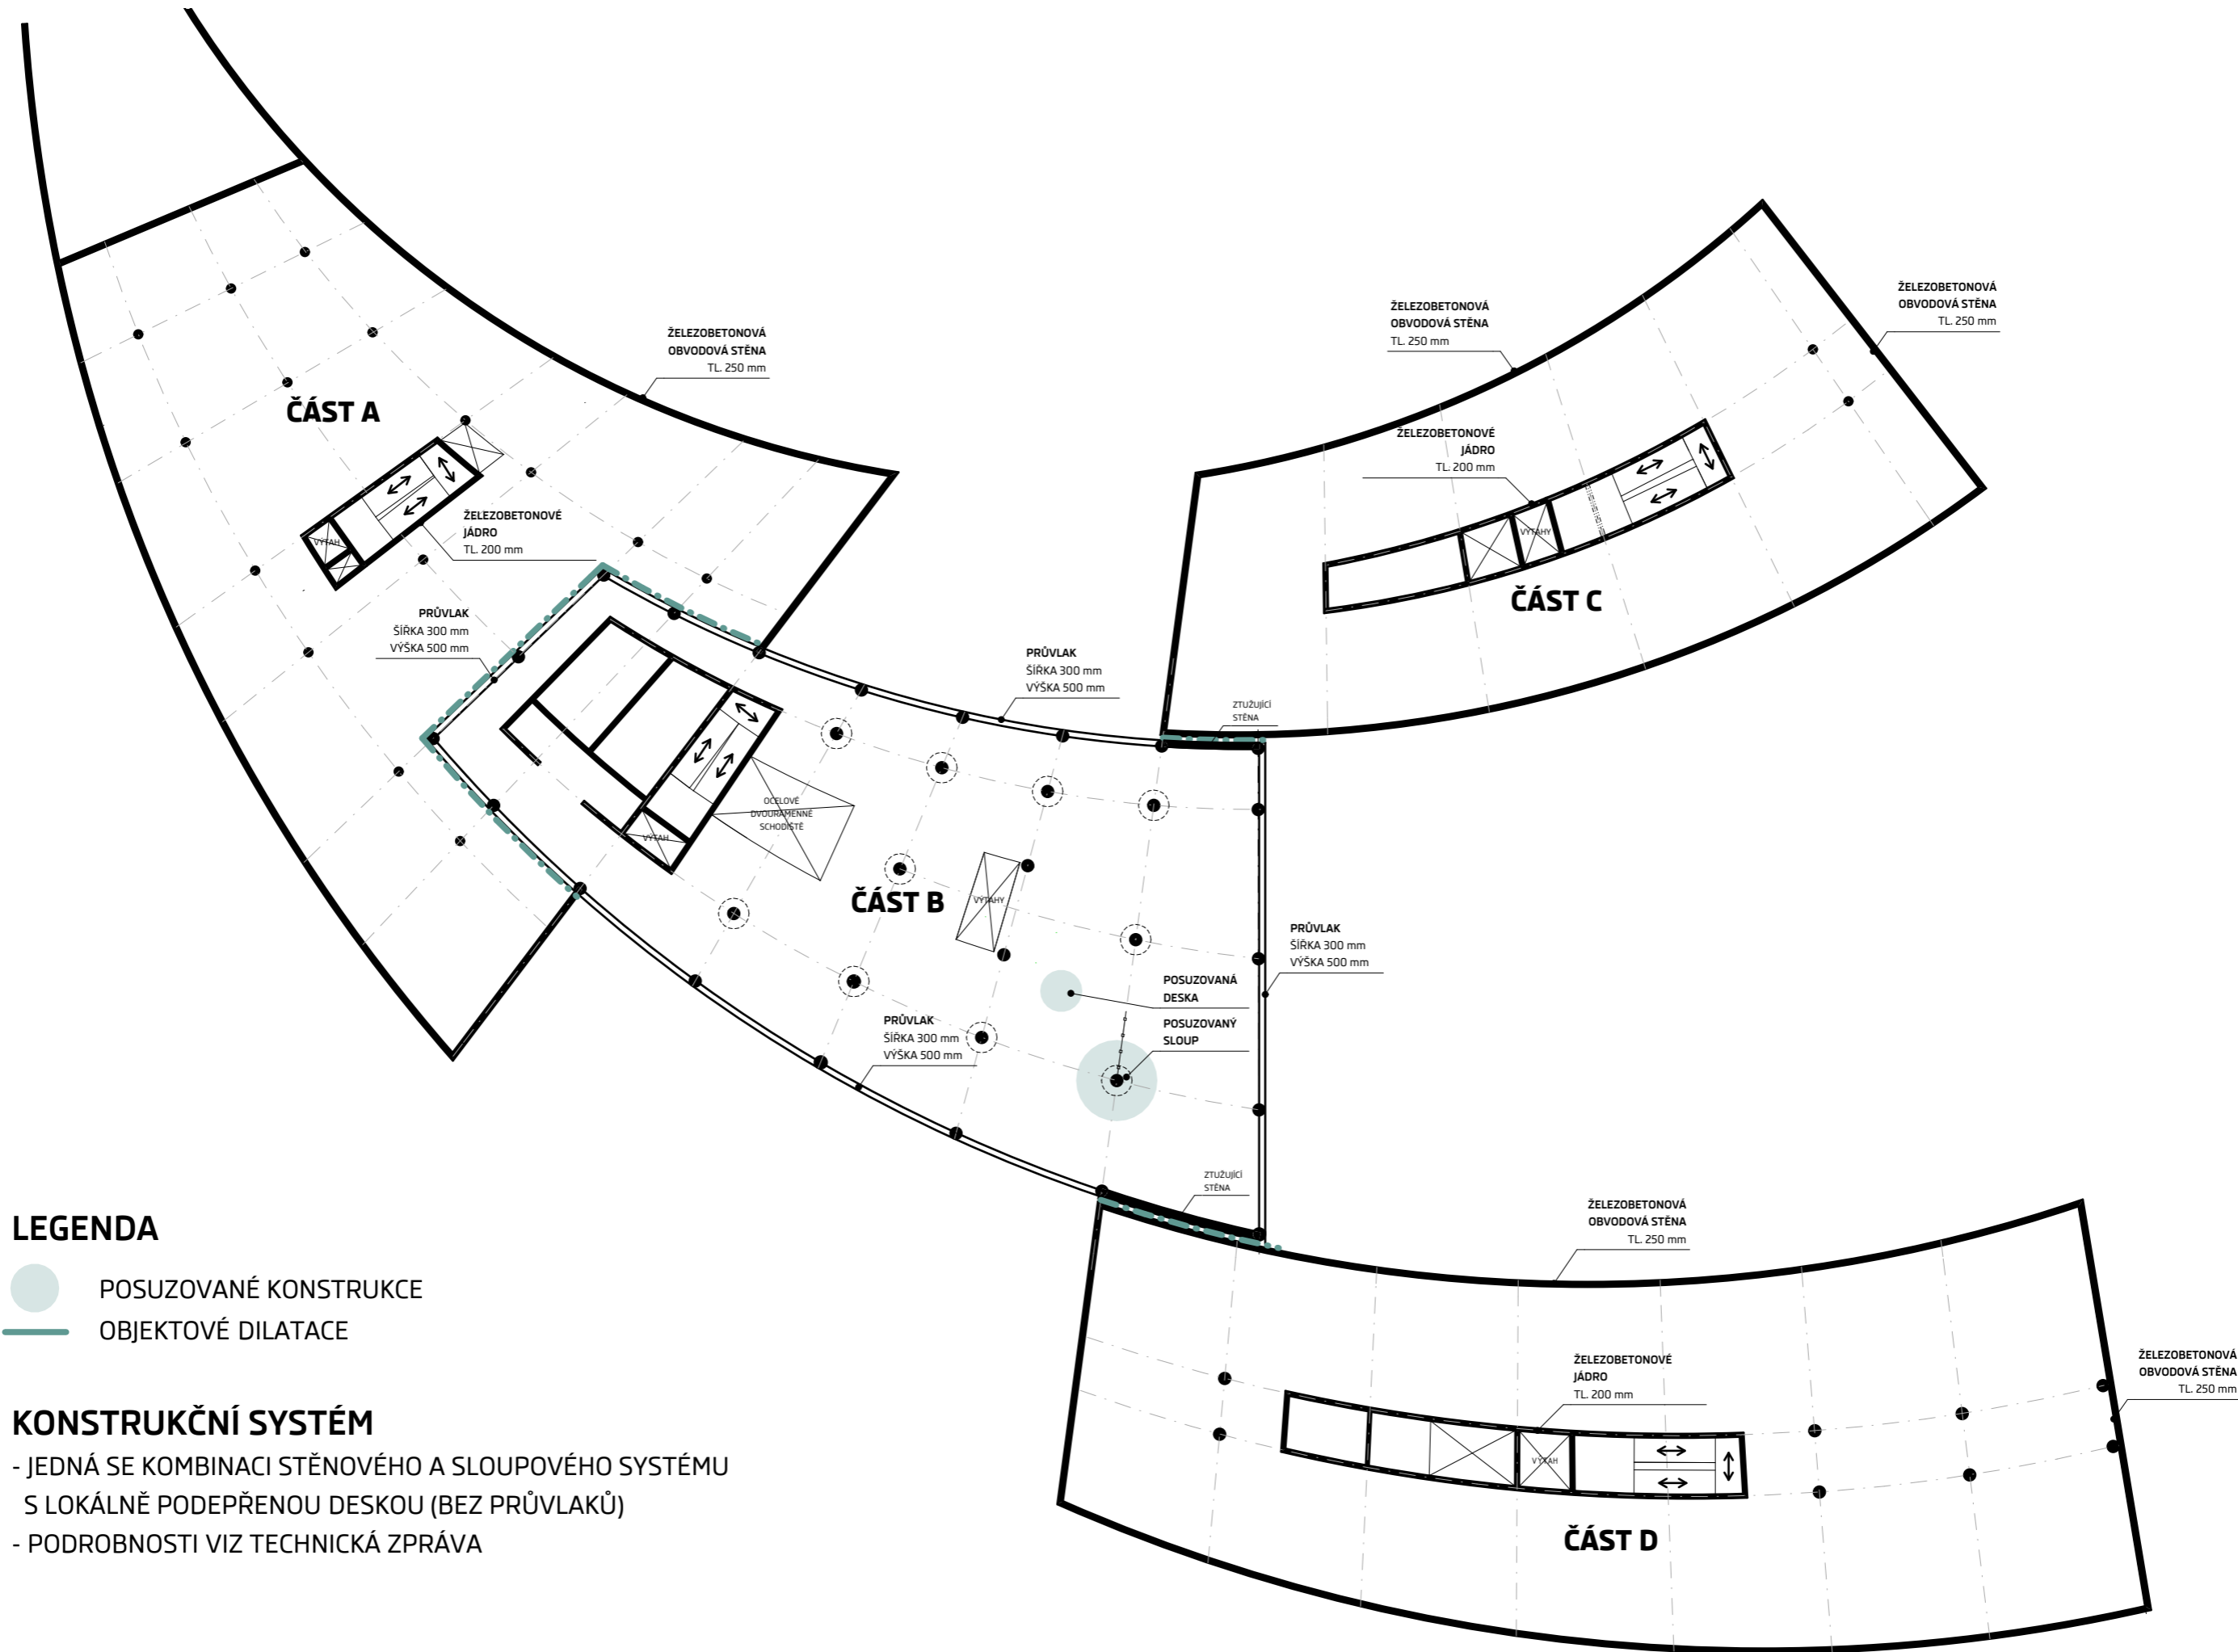 ŽELEZOBETONOVÁ
OBVODOVÁ STĚNA
TL. 250 mm
ŽELEZOBETONOVÁ
OBVODOVÁ STĚNA
TL. 250 mm
ŽELEZOBETONOVÁ
OBVODOVÁ STĚNA
TL. 250 mm
ČÁST A
ŽELEZOBETONOVÉ
JÁDRO
TL. 200 mm
VÝTAHY
ČÁST C
ŽELEZOBETONOVÉ
JÁDRO
TL. 200 mm
VÝTAH
PRŮVLAK
ŠÍŘKA 300 mm
VÝŠKA 500 mm
PRŮVLAK
ŠÍŘKA 300 mm
VÝŠKA 500 mm
ZTUŽUJÍCÍ
STĚNA
OCELOVÉ
DVOURAMENNÉ
SCHODIŠTĚ
VÝTAH
ČÁST B
VÝTAHY
PRŮVLAK
ŠÍŘKA 300 mm
VÝŠKA 500 mm
POSUZOVANÁ
DESKA
POSUZOVANÝ
SLOUP
PRŮVLAK
ŠÍŘKA 300 mm
VÝŠKA 500 mm
ZTUŽUJÍCÍ
STĚNA
ŽELEZOBETONOVÁ
OBVODOVÁ STĚNA
TL. 250 mm
ŽELEZOBETONOVÉ
JÁDRO
TL. 200 mm
VÝTAH
ŽELEZOBETONOVÁ
OBVODOVÁ STĚNA
TL. 250 mm
ČÁST D
LEGENDA
POSUZOVANÉ KONSTRUKCE
OBJEKTOVÉ DILATACE
KONSTRUKČNÍ SYSTÉM
- JEDNÁ SE KOMBINACI STĚNOVÉHO A SLOUPOVÉHO SYSTÉMU
S LOKÁLNĚ PODEPŘENOU DESKOU (BEZ PRŮVLAKŮ)
- PODROBNOSTI VIZ TECHNICKÁ ZPRÁVA